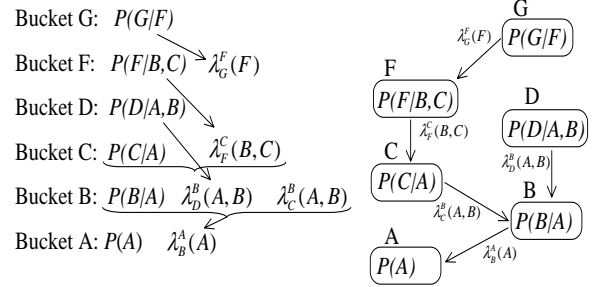 Bucket G: P(G/F)
Bucket F: P(F/B,C) λ_G^F(F)
Bucket D: P(D/A,B)
Bucket C: P(C/A) λ_F^C(B,C)
Bucket B: P(B/A) λ_D^B(A,B) λ_C^B(A,B)
Bucket A: P(A) λ_B^A(A)
G
P(G/F)
λ_G^F(F)
F
P(F/B,C)
D
P(D/A,B)
λ_F^C(B,C)
λ_D^B(A,B)
C
P(C/A)
B
λ_C^B(A,B)
P(B/A)
A
λ_B^A(A)
P(A)